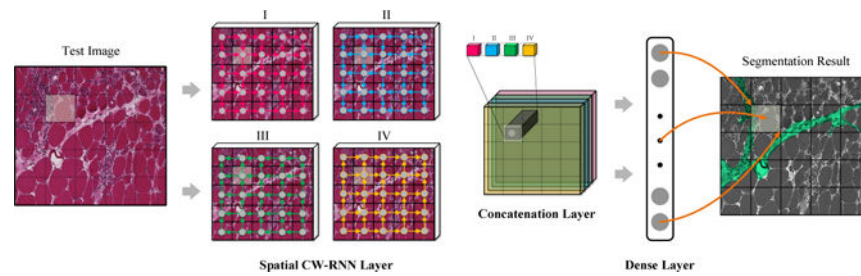 Test Image
I
II
III
IV
Spatial CW-RNN Layer
I
II
III
IV
Concatenation Layer
Dense Layer
Segmentation Result